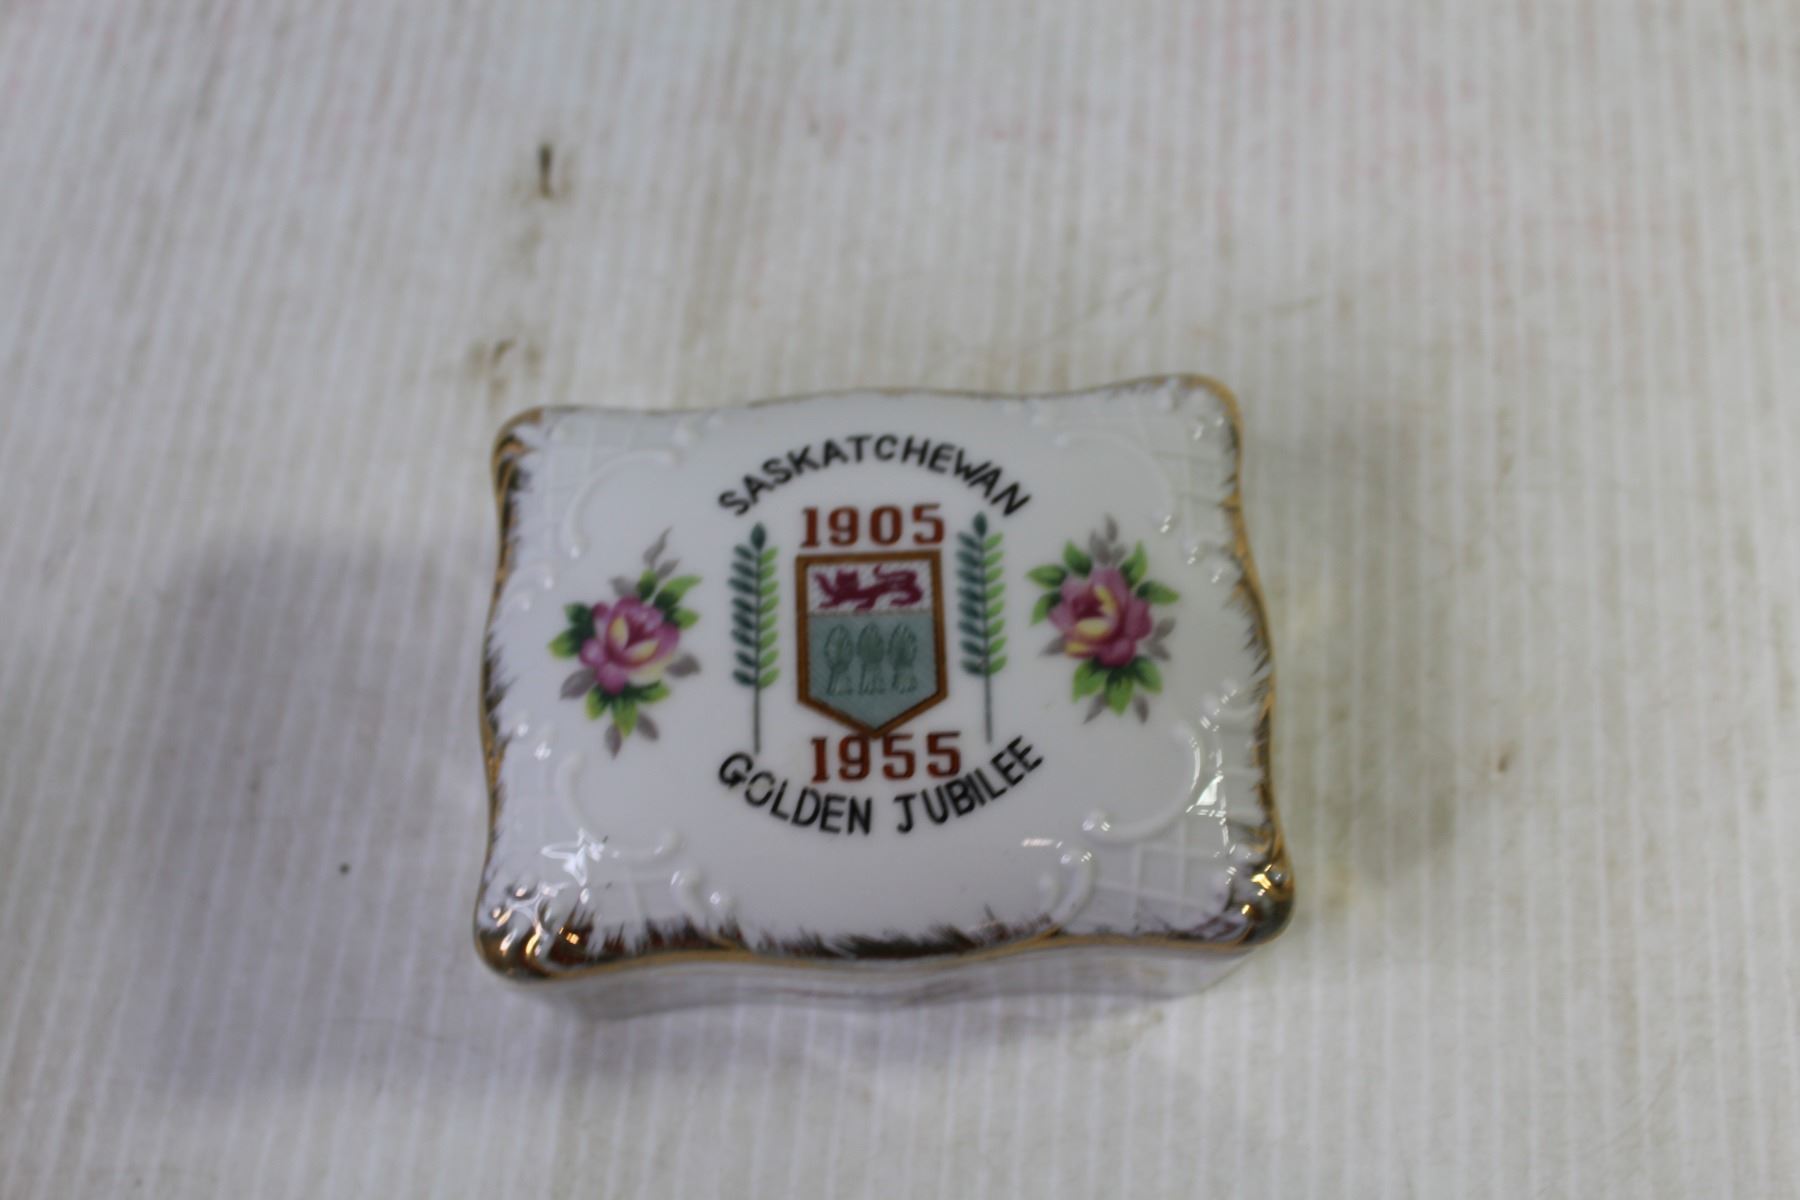 SASKATCHEWAN
1905
1955
GOLDEN JUBILEE